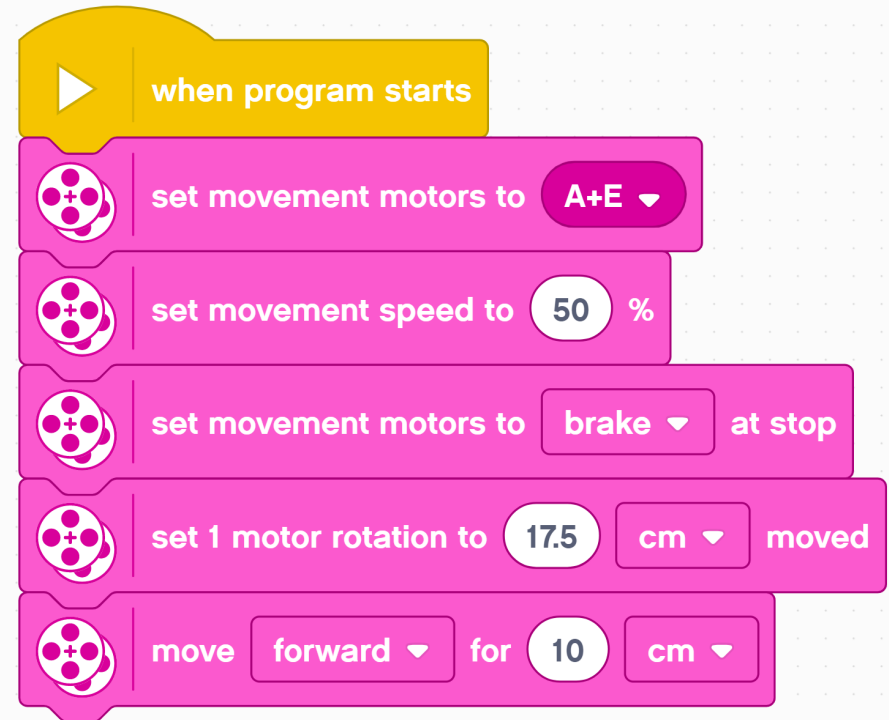 when program starts
set movement motors to A+E
set movement speed to 50 %
set movement motors to brake at stop
set 1 motor rotation to 17.5 cm moved
move forward for 10 cm